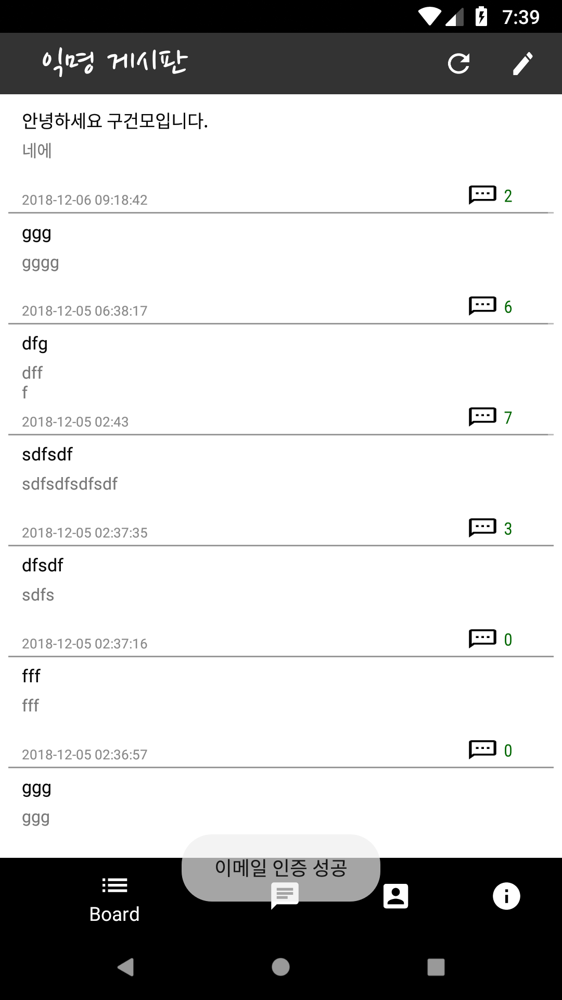 7:39
익명 게시판
안녕하세요 구건모입니다.
네에
2018-12-06 09:18:42
2
ggg
gggg
2018-12-05 06:38:17
6
dfg
dff
f
2018-12-05 02:43
7
sdfsdf
sdfsdfsdfsdf
2018-12-05 02:37:35
3
dfsdf
sdfs
2018-12-05 02:37:16
0
fff
fff
2018-12-05 02:36:57
0
ggg
ggg
이메일 인증 성공
Board